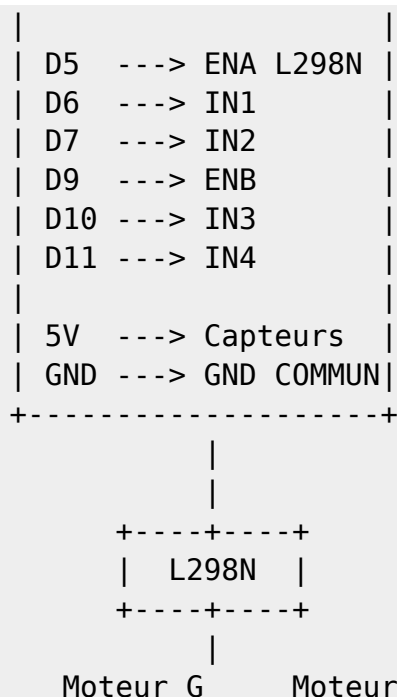 |                     |
| D5  ---> ENA L298N |
| D6  ---> IN1        |
| D7  ---> IN2        |
| D9  ---> ENB        |
| D10 ---> IN3        |
| D11 ---> IN4        |
|                     |
| 5V  ---> Capteurs  |
| GND ---> GND COMMUN|
+--------------------+
           |
           |
      +----+----+
      |  L298N  |
      +----+----+
           |
   Moteur G     Moteur